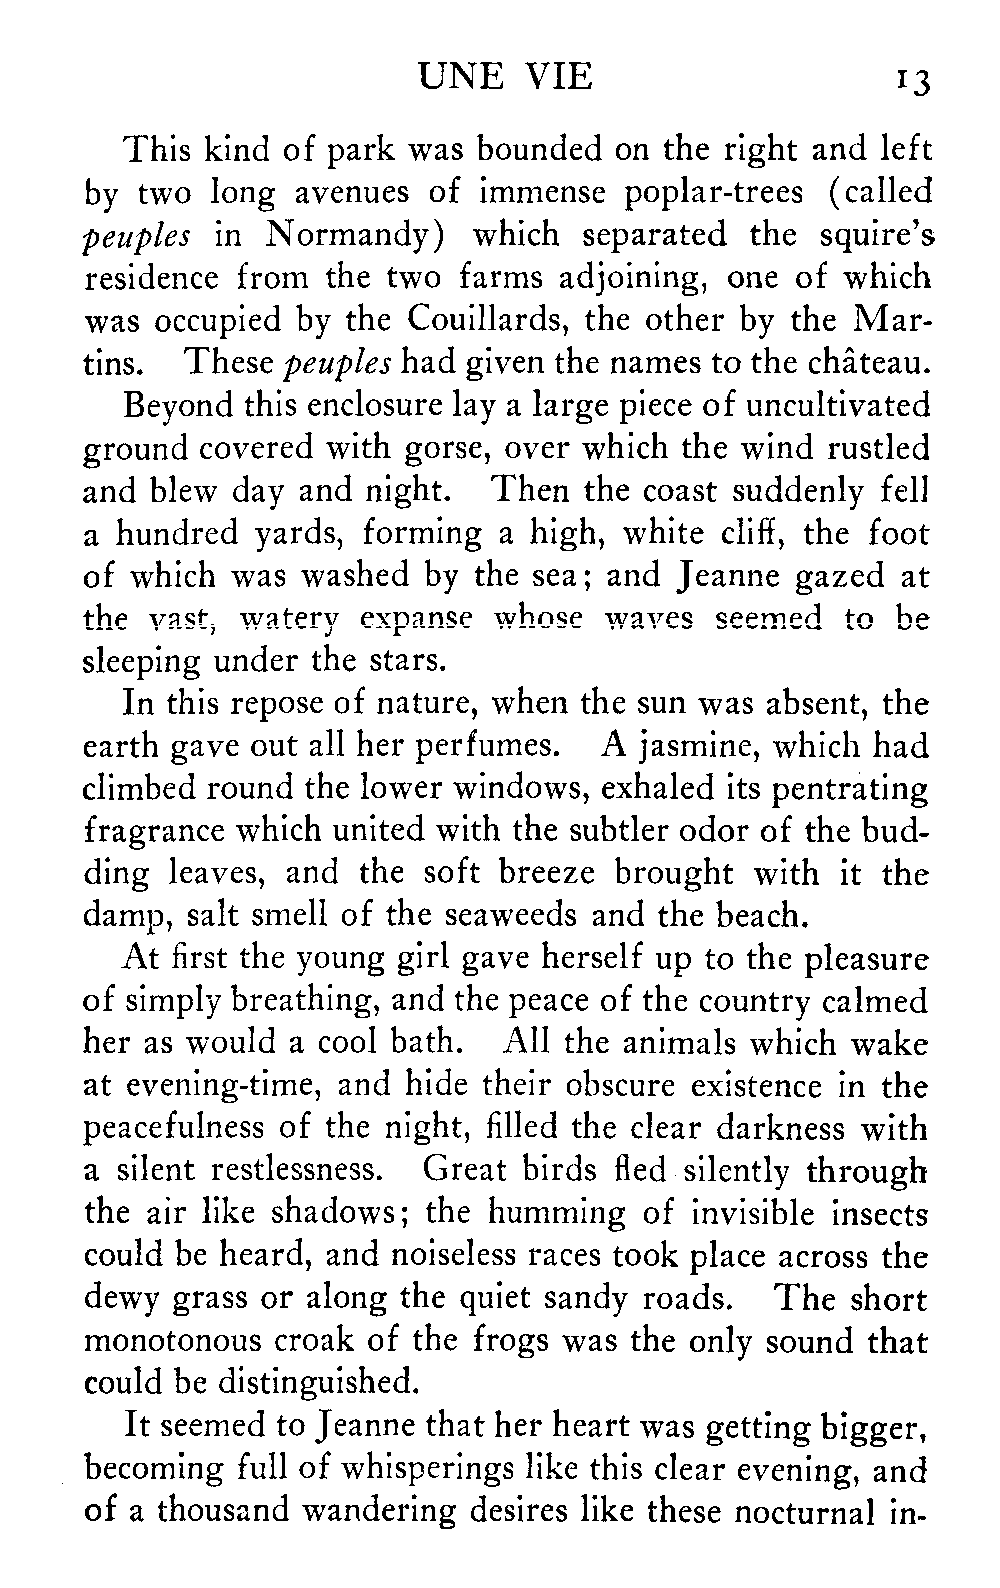 UNE VIE 13
This kind of park was bounded on the right and left
by two long avenues of immense poplar-trees (called
peuples in Normandy) which separated the squire's
residence from the two farms adjoining, one of which
was occupied by the Couillards, the other by the Mar-
tins. These peuples had given the names to the château.
Beyond this enclosure lay a large piece of uncultivated
ground covered with gorse, over which the wind rustled
and blew day and night. Then the coast suddenly fell
a hundred yards, forming a high, white cliff, the foot
of which was washed by the sea; and Jeanne gazed at
the vast, watery expanse whose waves seemed to be
sleeping under the stars.
In this repose of nature, when the sun was absent, the
earth gave out all her perfumes. A jasmine, which had
climbed round the lower windows, exhaled its pentrating
fragrance which united with the subtler odor of the bud-
ding leaves, and the soft breeze brought with it the
damp, salt smell of the seaweeds and the beach.
At first the young girl gave herself up to the pleasure
of simply breathing, and the peace of the country calmed
her as would a cool bath. All the animals which wake
at evening-time, and hide their obscure existence in the
peacefulness of the night, filled the clear darkness with
a silent restlessness. Great birds fled silently through
the air like shadows; the humming of invisible insects
could be heard, and noiseless races took place across the
dewy grass or along the quiet sandy roads. The short
monotonous croak of the frogs was the only sound that
could be distinguished.
It seemed to Jeanne that her heart was getting bigger,
becoming full of whisperings like this clear evening, and
of a thousand wandering desires like these nocturnal in-